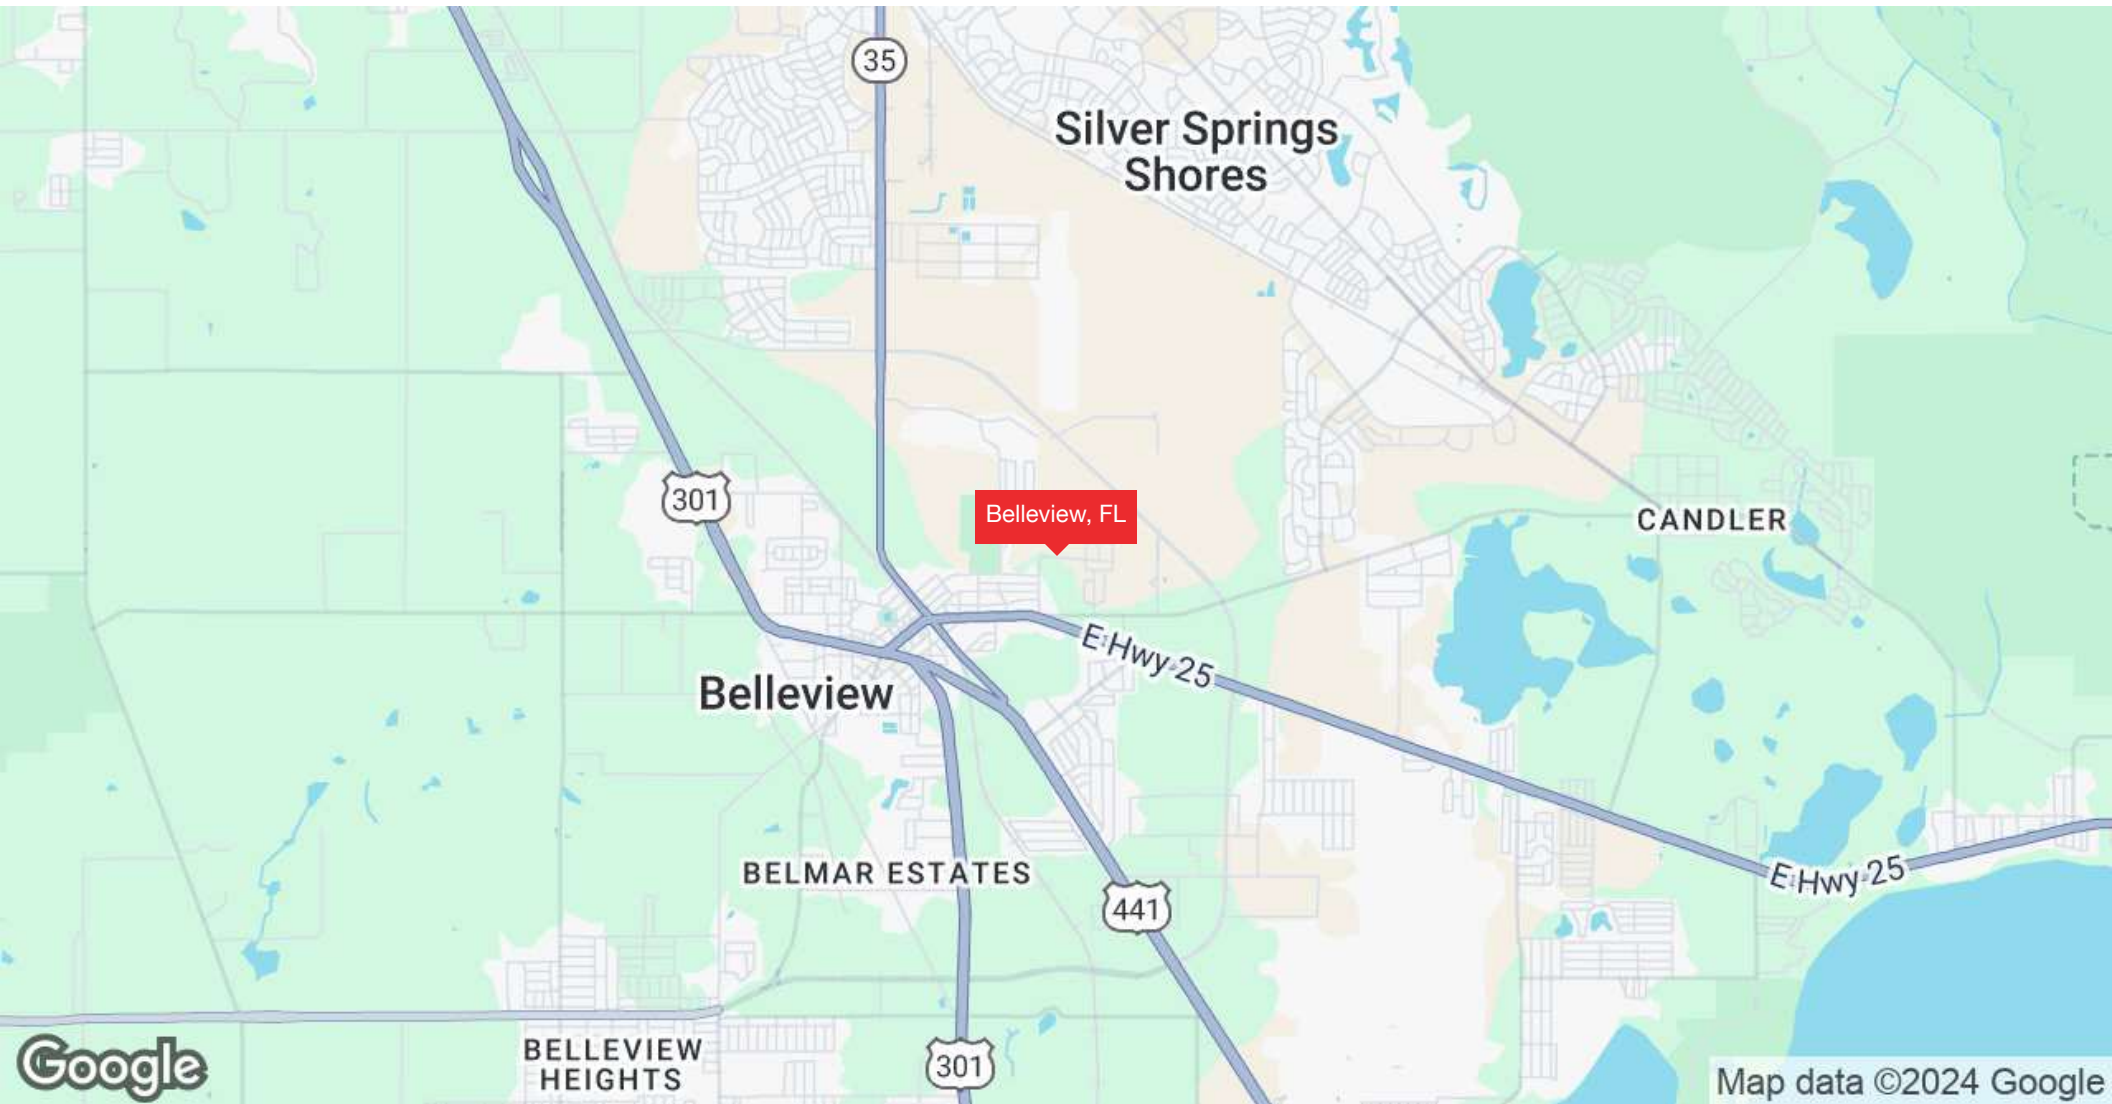 35
Silver Springs
Shores
301
Belleview, FL
CANDLER
E Hwy 25
Belleview
BELMAR ESTATES
E Hwy 25
441
BELLEVIEW
HEIGHTS
301
Google
Map data ©2024 Google